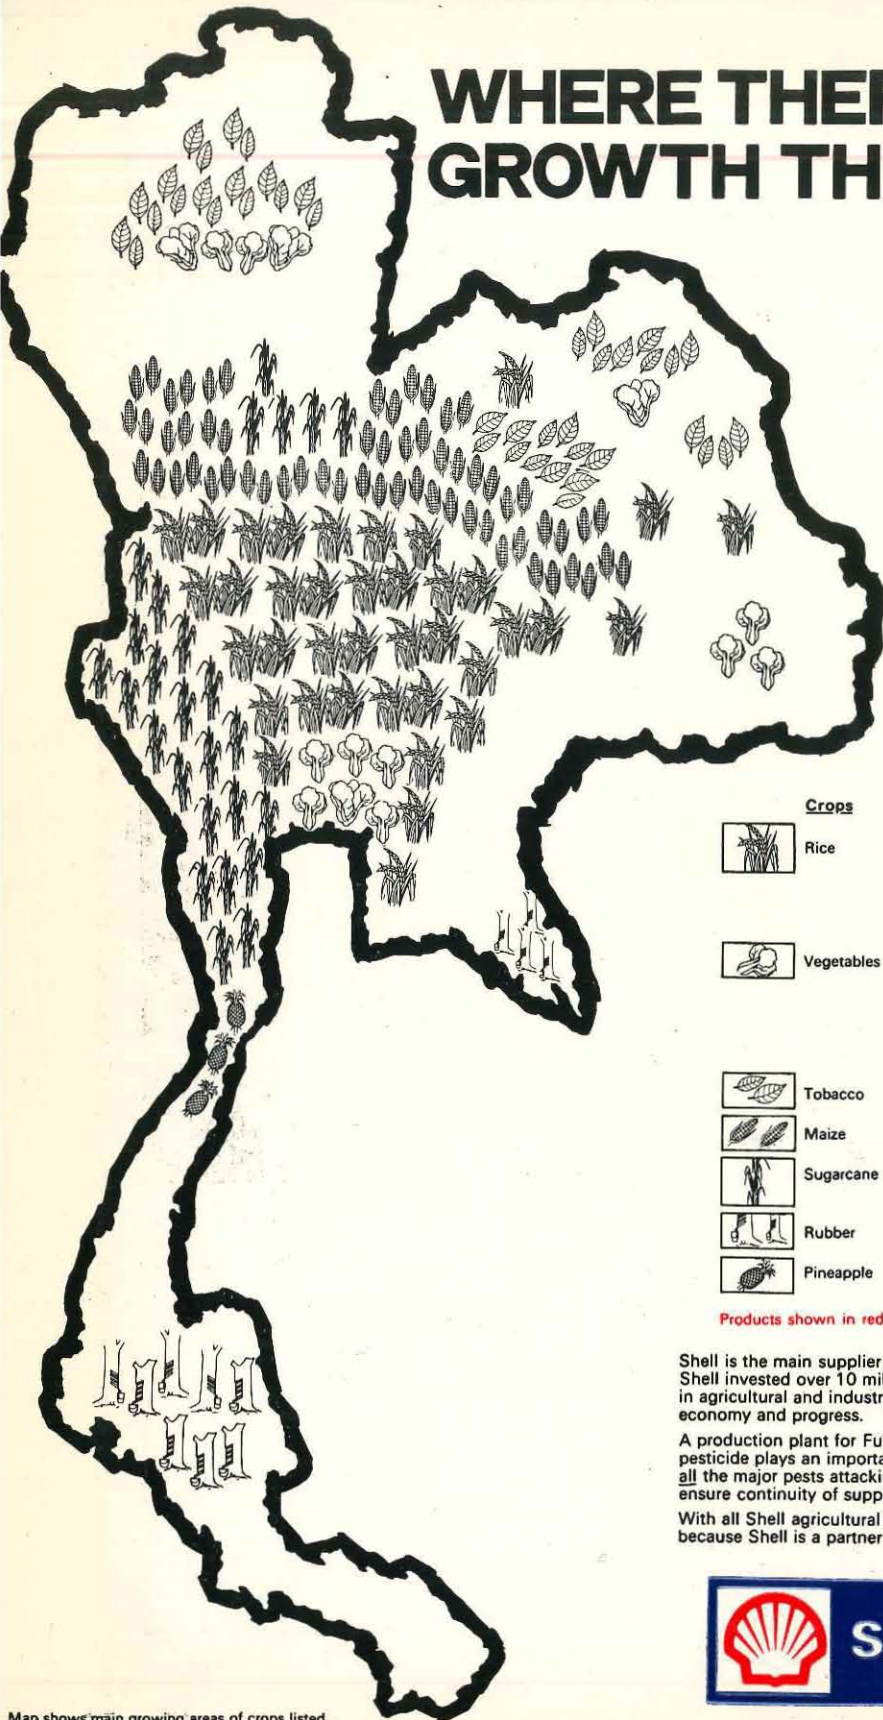 WHERE THE
GROWTH TH
Crops
Rice
Vegetables
Tobacco
Maize
Sugarcane
Rubber
Pineapple
Products shown in red
Shell is the main supplier
Shell invested over 10 mil
in agricultural and industr
economy and progress.
A production plant for Fu
pesticide plays an importa
all the major pests attacki
ensure continuity of supp
With all Shell agricultural
because Shell is a partner
S
Map shows main growing areas of crops listed